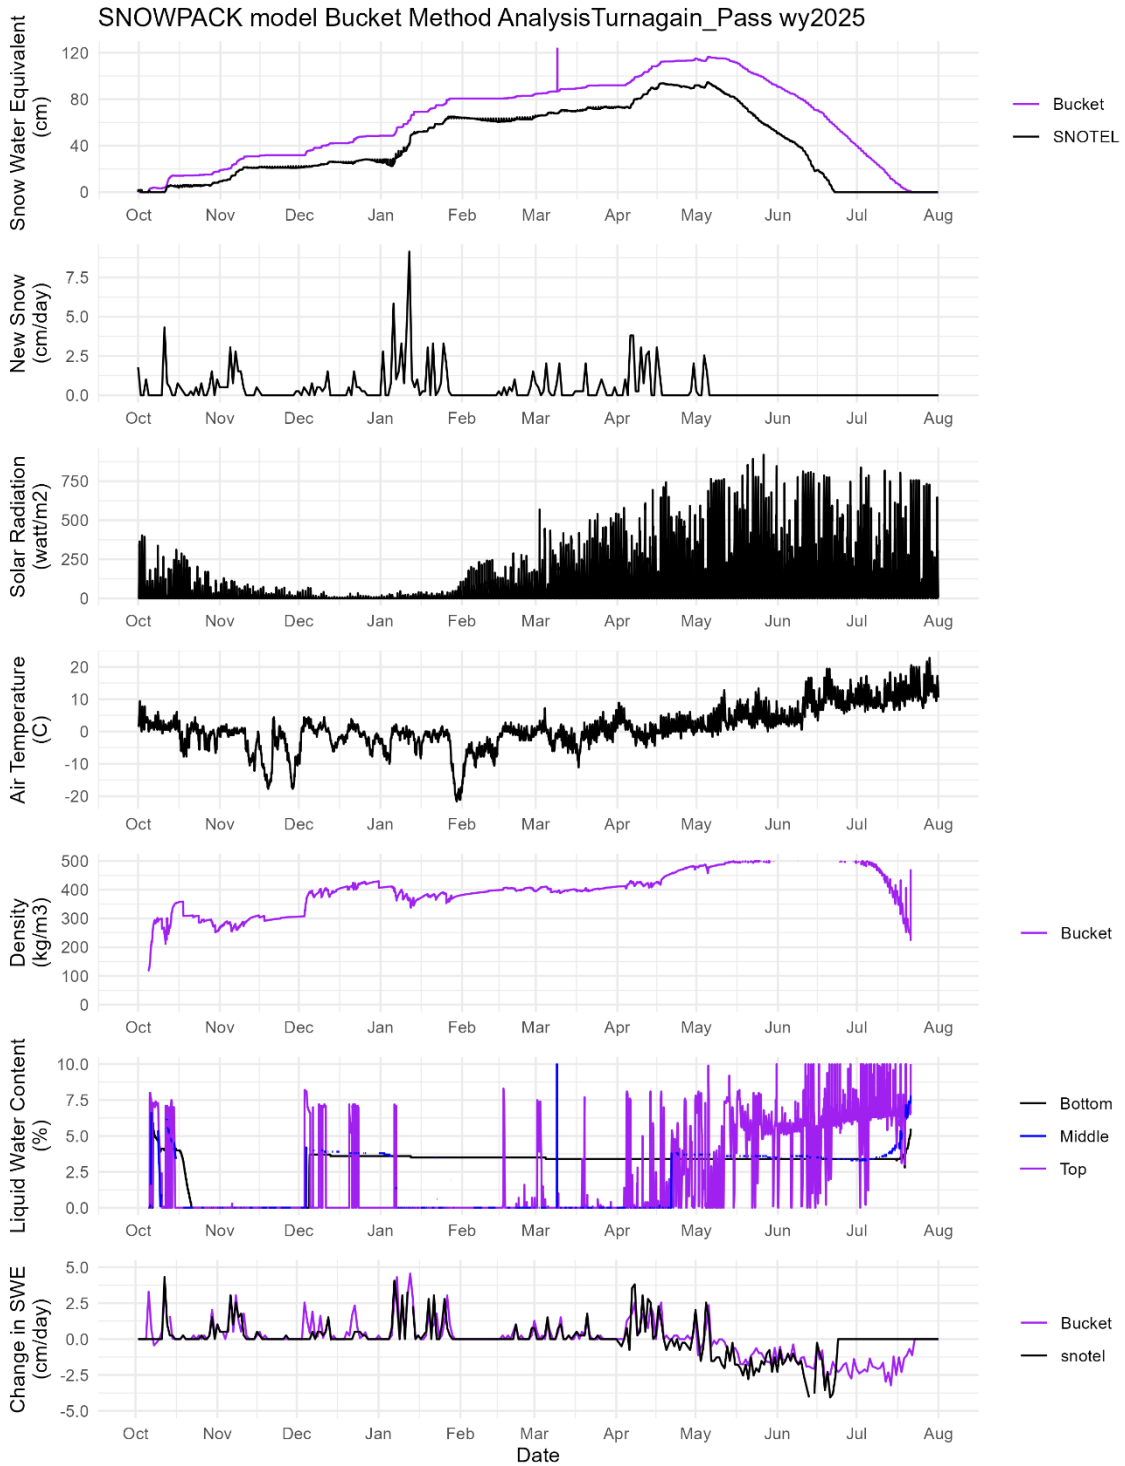 SNOWPACK model Bucket Method AnalysisTurnagain_Pass wy2025
Snow Water Equivalent
(cm)
120
80
40
0
Oct Nov Dec Jan Feb Mar Apr May Jun Jul Aug
Bucket
SNOTEL
New Snow
(cm/day)
7.5
5.0
2.5
0.0
Oct Nov Dec Jan Feb Mar Apr May Jun Jul Aug
Solar Radiation
(watt/m2)
750
500
250
0
Oct Nov Dec Jan Feb Mar Apr May Jun Jul Aug
Air Temperature
(C)
20
10
0
-10
-20
Oct Nov Dec Jan Feb Mar Apr May Jun Jul Aug
Density
(kg/m3)
500
400
300
200
100
0
Oct Nov Dec Jan Feb Mar Apr May Jun Jul Aug
Bucket
Liquid Water Content
(%)
10.0
7.5
5.0
2.5
0.0
Oct Nov Dec Jan Feb Mar Apr May Jun Jul Aug
Bottom
Middle
Top
Change in SWE
(cm/day)
5.0
2.5
0.0
-2.5
-5.0
Oct Nov Dec Jan Feb Mar Apr May Jun Jul Aug
Date
Bucket
snotel